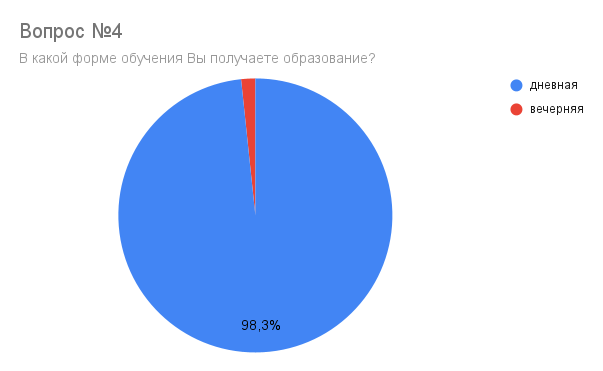 Вопрос №4
В какой форме обучения Вы получаете образование?
дневная
вечерняя
98,3%